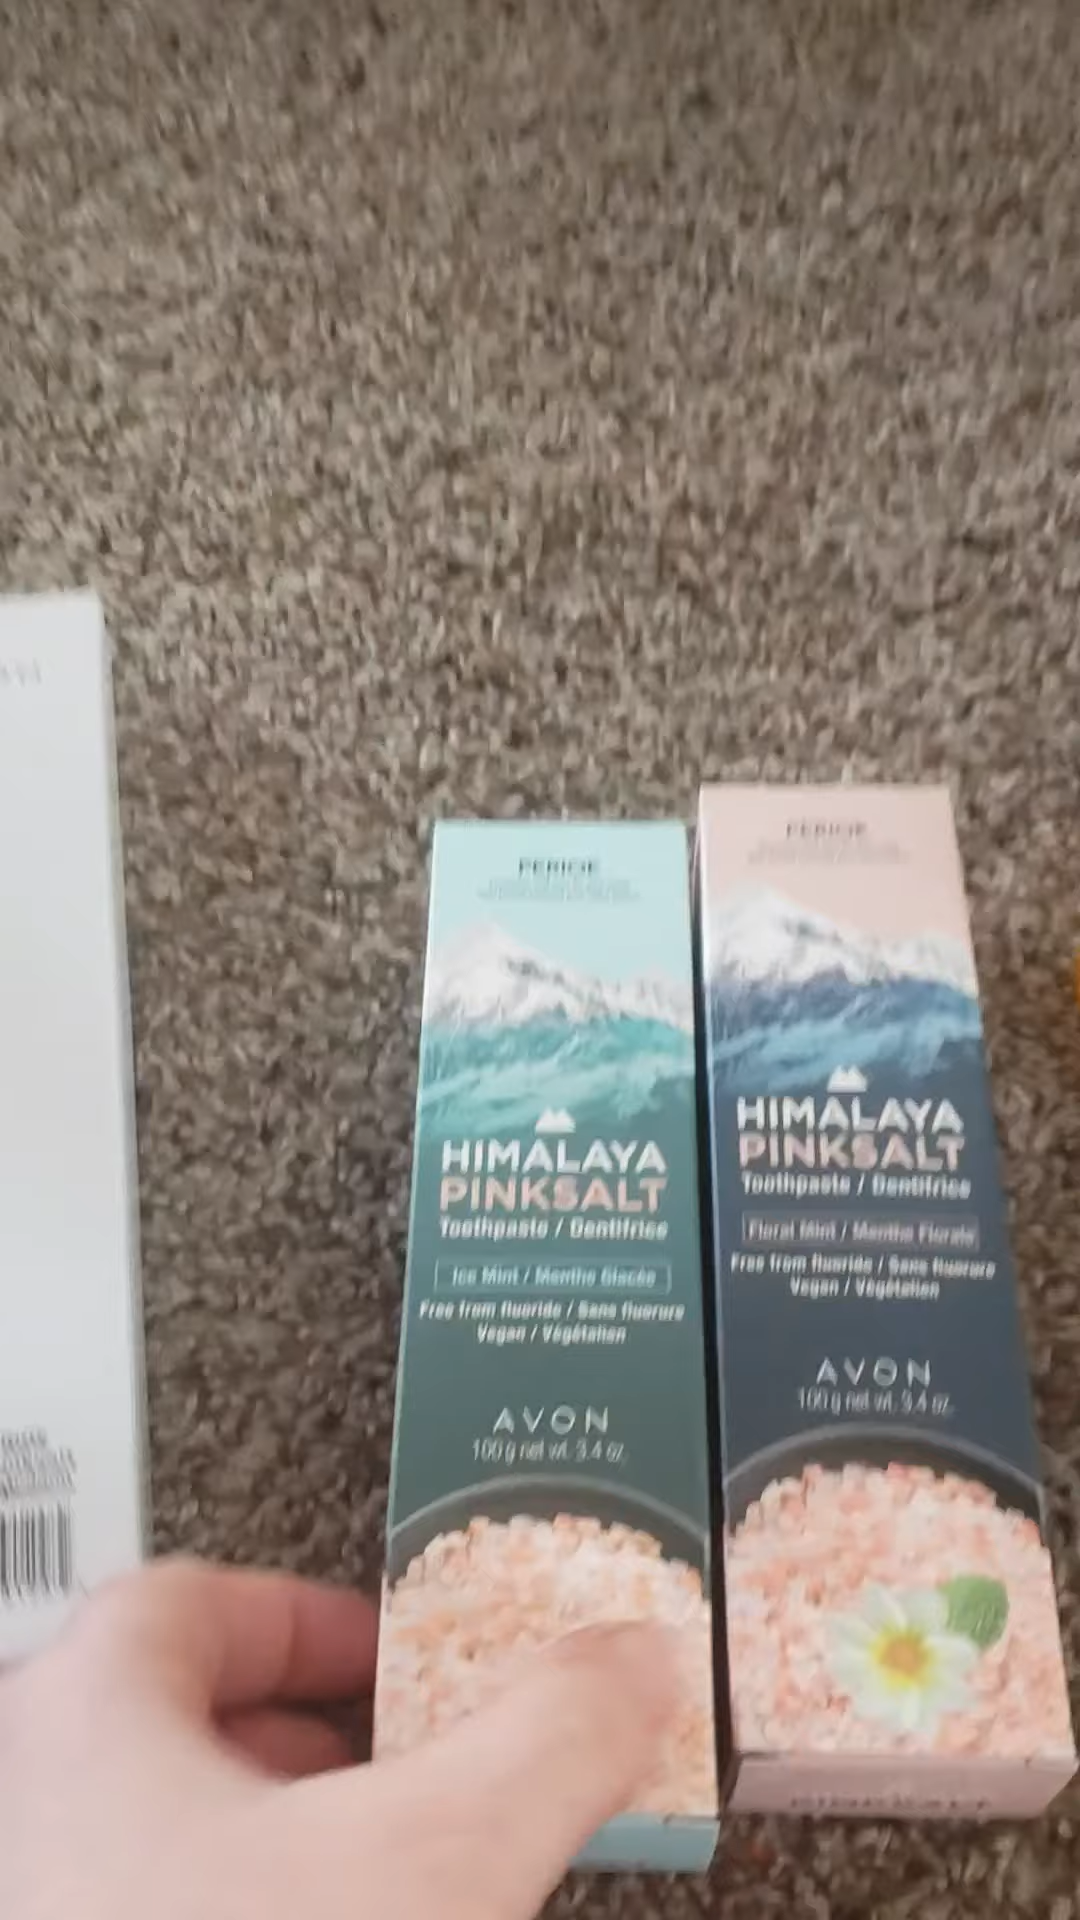 PERIOE
HIMALAYA
PINKSALT
Toothpaste / Dentifrice
Ice Mint / Menthe Glacée
Free from fluoride / Sans fluorure
Vegan / Végétalien
AVON
100 g net wt. 3.4 oz.
PERIOE
HIMALAYA
PINKSALT
Toothpaste / Dentifrice
Floral Mint / Menthe Florale
Free from fluoride / Sans fluorure
Vegan / Végétalien
AVON
100 g net wt. 3.4 oz.